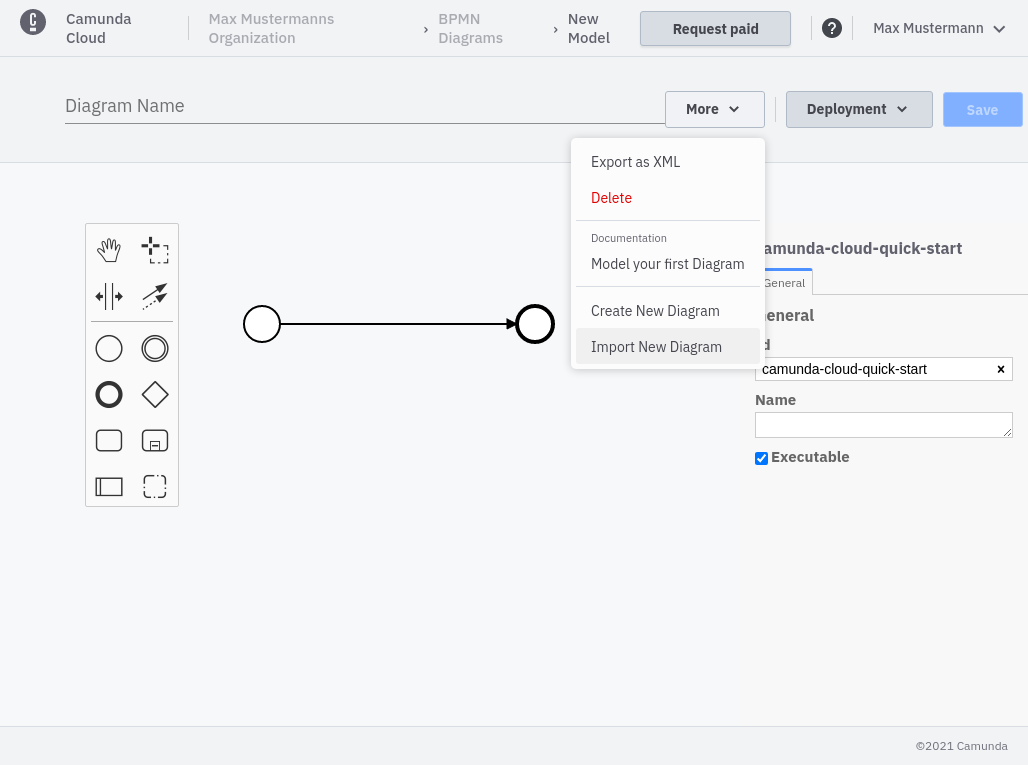 Camunda
Cloud
Max Mustermanns
Organization
›
BPMN
Diagrams
›
New
Model
Request paid
?
Max Mustermann
Diagram Name
More
Deployment
Save
Export as XML
Delete
Documentation
Model your first Diagram
Create New Diagram
Import New Diagram
amunda-cloud-quick-start
General
eneral
d
camunda-cloud-quick-start
×
Name
Executable
©2021 Camunda